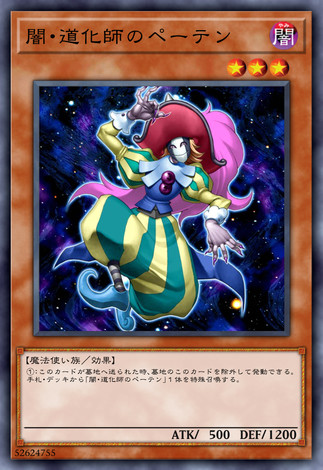 闇・道化師のペーテン
やみ
闇
【魔法使い族／効果】
①：このカードが墓地へ送られた時、墓地のこのカードを除外して発動できる。
手札・デッキから「闇・道化師のペーテン」１体を特殊召喚する。
ATK/ 500 DEF/1200
52624755